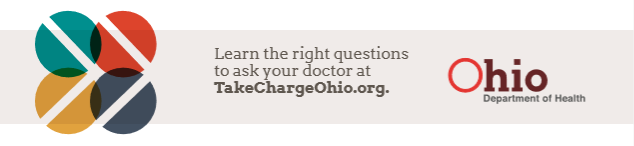 Learn the right questions
to ask your doctor at
TakeChargeOhio.org.
Ohio
Department of Health